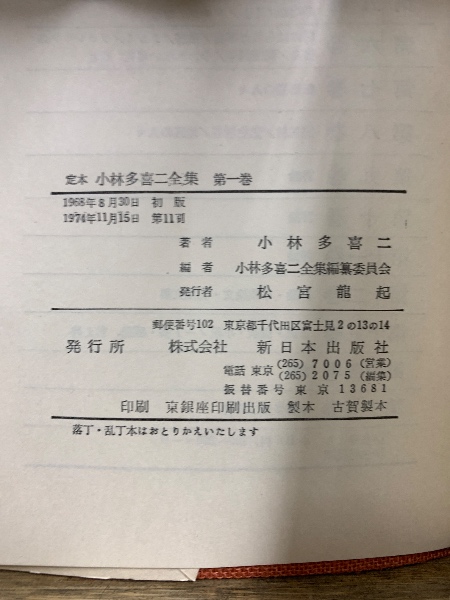 定本 小林多喜二全集 第一巻
1968年8月30日 初版
1974年11月15日 第11刷
著者 小林多喜二
編者 小林多喜二全集編纂委員会
発行者 松宮龍起
郵便番号102 東京都千代田区富士見2の13の14
発行所 株式会社 新日本出版社
電話 東京 (265) 7006 (営業)
(265) 2075 (編集)
振替番号 東京 13681
印刷 東銀座印刷出版 製本 古賀製本
落丁・乱丁本はおとりかえいたします